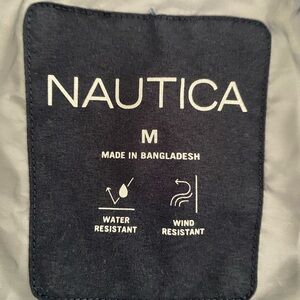 NAUTICA
M
MADE IN BANGLADESH
WATER
RESISTANT
WIND
RESISTANT